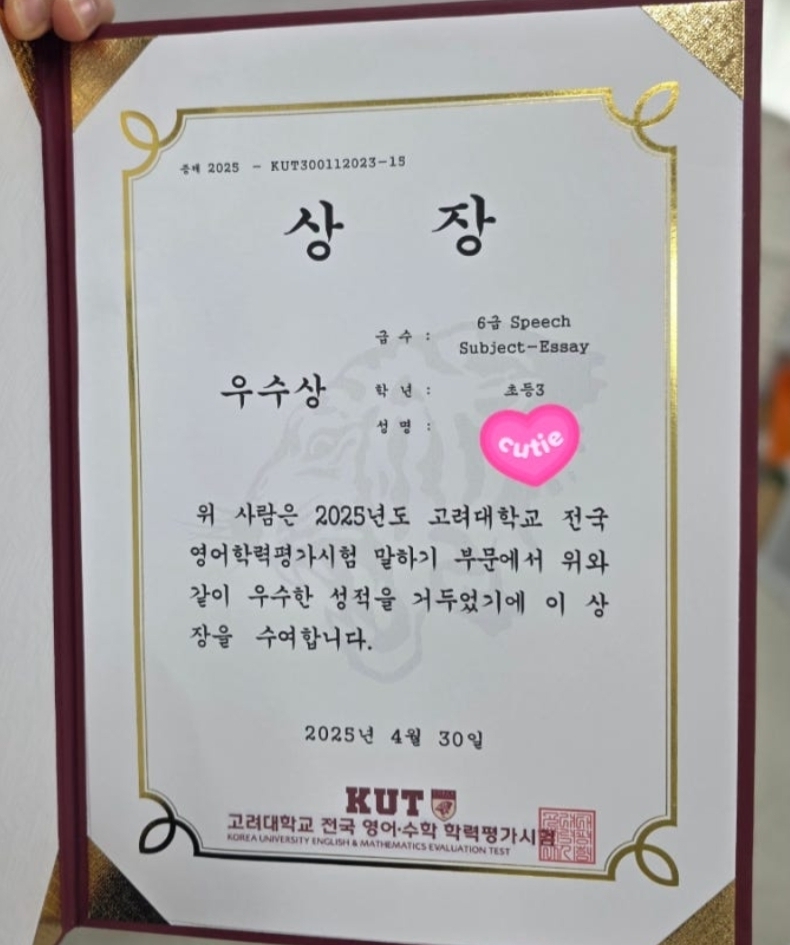 증제 2025 - KUT300112023-15
상 장
급 수 : 6급 Speech
Subject-Essay
우수상
학 년 : 초등3
성 명 :
cutie
위 사람은 2025년도 고려대학교 전국
영어학력평가시험 말하기 부문에서 위와
같이 우수한 성적을 거두었기에 이 상
장을 수여합니다.
2025년 4월 30일
KUT
고려대학교 전국 영어·수학 학력평가시험
KOREA UNIVERSITY ENGLISH & MATHEMATICS EVALUATION TEST